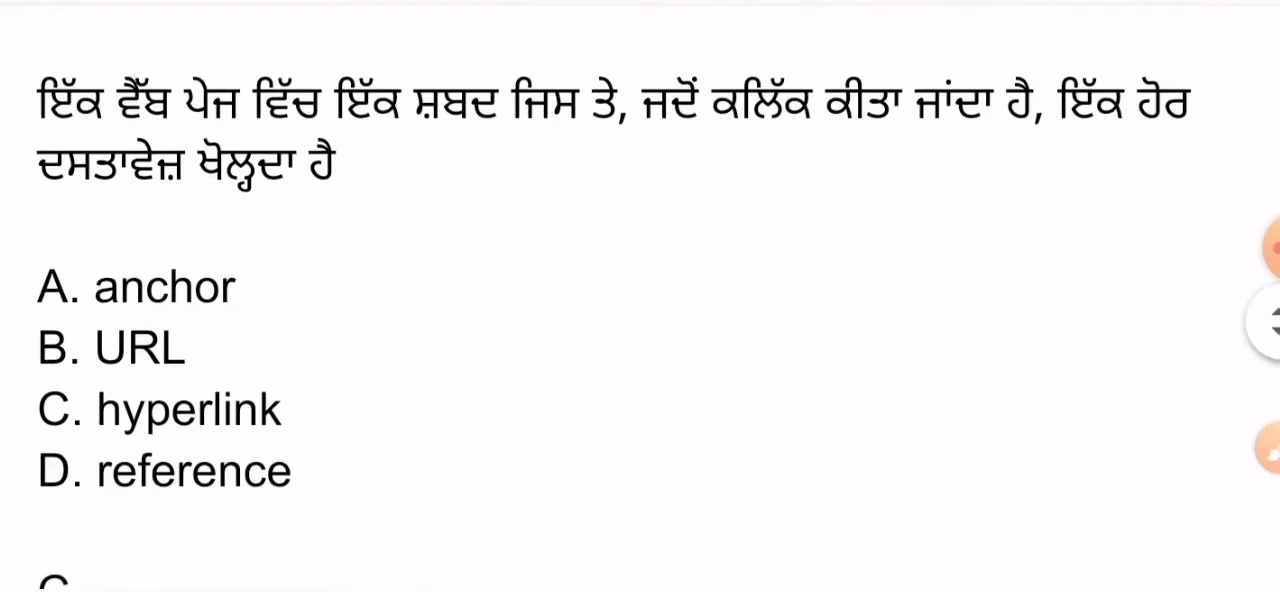 ਇੱਕ ਵੈੱਬ ਪੇਜ ਵਿੱਚ ਇੱਕ ਸ਼ਬਦ ਜਿਸ ਤੇ, ਜਦੋਂ ਕਲਿੱਕ ਕੀਤਾ ਜਾਂਦਾ ਹੈ, ਇੱਕ ਹੋਰ
ਦਸਤਾਵੇਜ਼ ਖੋਲ੍ਹਦਾ ਹੈ
A. anchor
B. URL
C. hyperlink
D. reference